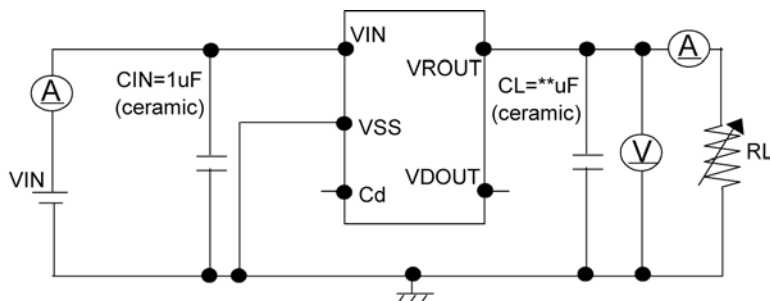 VIN
A
CIN=1uF
(ceramic)
VROUT
CL=**uF
(ceramic)
A
VSS
V
RL
VIN
Cd
VDOUT